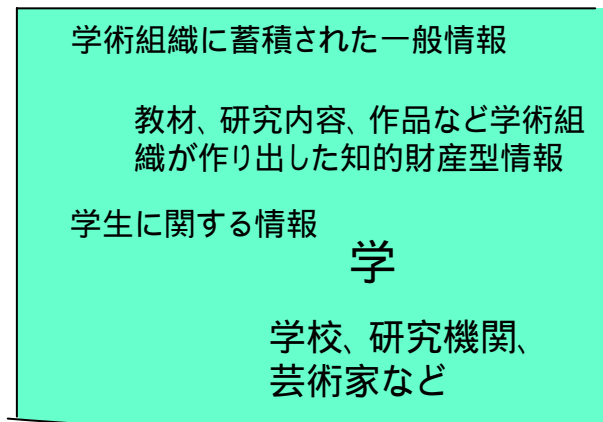 学術組織に蓄積された一般情報
教材、研究内容、作品など学術組
織が作り出した知的財産型情報
学生に関する情報
学
学校、研究機関、
芸術家など